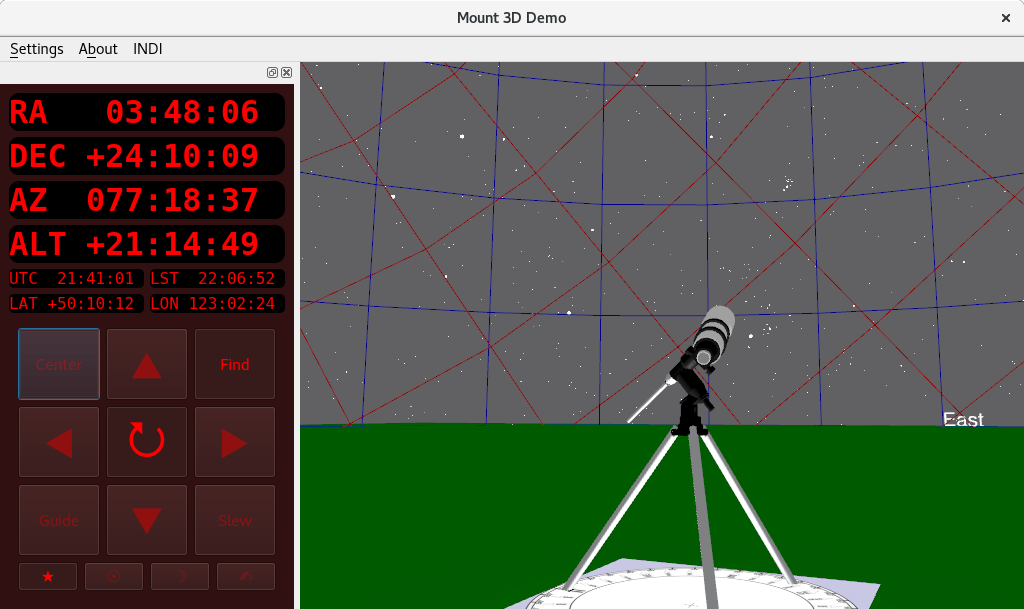 Mount 3D Demo
Settings About INDI
RA 03:48:06
DEC +24:10:09
AZ 077:18:37
ALT +21:14:49
UTC 21:41:01 LST 22:06:52
LAT +50:10:12 LON 123:02:24
Center Find
Guide Slew
East